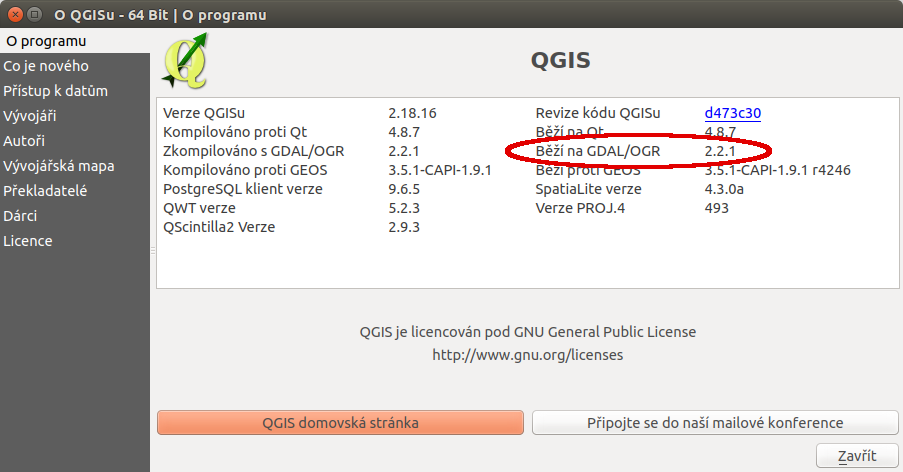 O QGISu - 64 Bit | O programu
O programu
Co je nového
Přístup k datům
Vývojáři
Autoři
Vývojářská mapa
Překladatelé
Dárci
Licence
QGIS
Verze QGISu 2.18.16 Revize kódu QGISu d473c30
Kompilováno proti Qt 4.8.7 Běží na Qt 4.8.7
Zkompilováno s GDAL/OGR 2.2.1 Běží na GDAL/OGR 2.2.1
Kompilováno proti GEOS 3.5.1-CAPI-1.9.1 Běží proti GEOS 3.5.1-CAPI-1.9.1 r4246
PostgreSQL klient verze 9.6.5 SpatiaLite verze 4.3.0a
QWT verze 5.2.3 Verze PROJ.4 493
QScintilla2 Verze 2.9.3
QGIS je licencován pod GNU General Public License
http://www.gnu.org/licenses
QGIS domovská stránka Připojte se do naší mailové konference
Zavřít